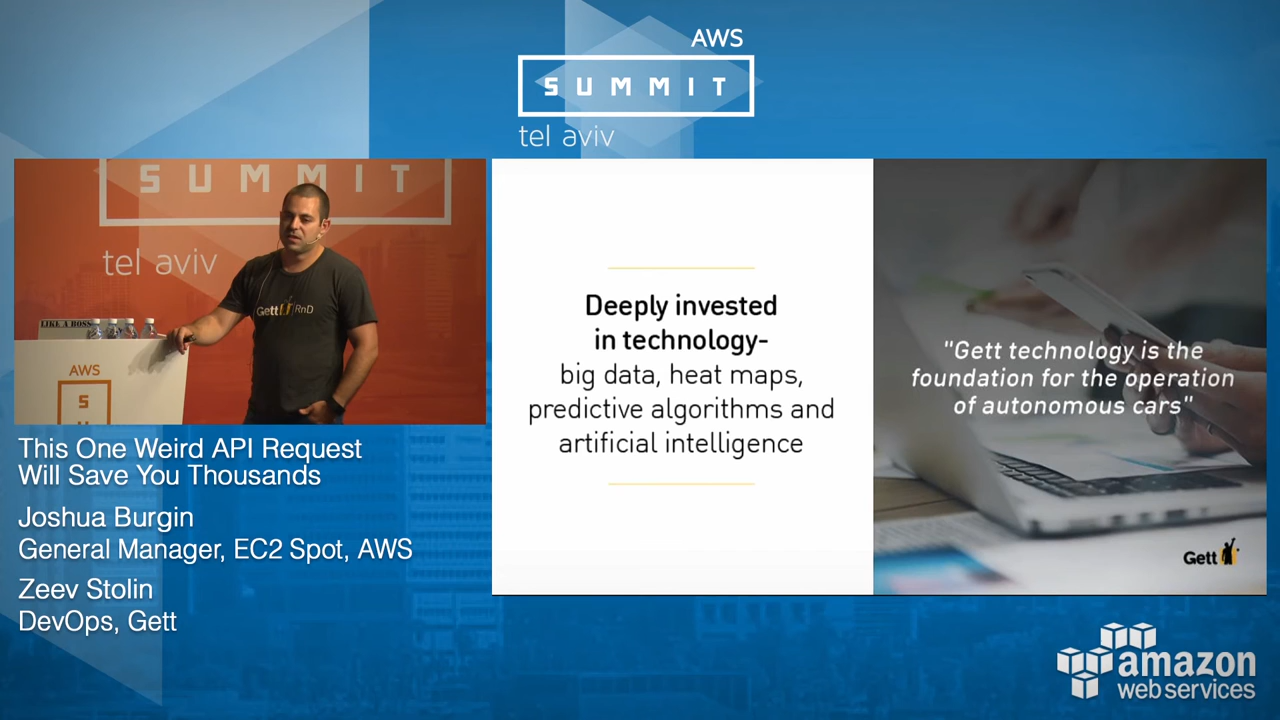 AWS
SUMMIT
tel aviv
SUMMIT
tel aviv
Gett RnD
LIKE A BOSS
AWS
S
U
This One Weird API Request
Will Save You Thousands
Joshua Burgin
General Manager, EC2 Spot, AWS
Zeev Stolin
DevOps, Gett
Deeply invested
in technology-
big data, heat maps,
predictive algorithms and
artificial intelligence
"Gett technology is the
foundation for the operation
of autonomous cars"
Gett
amazon
web services